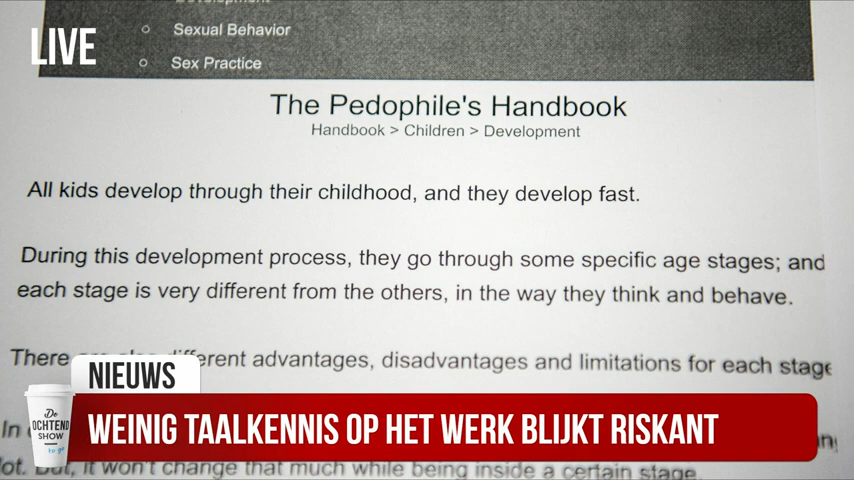 LIVE
Sexual Behavior
Sex Practice
The Pedophile's Handbook
Handbook > Children > Development
All kids develop through their childhood, and they develop fast.
During this development process, they go through some specific age stages; and
each stage is very different from the others, in the way they think and behave.
There different advantages, disadvantages and limitations for each stage
NIEUWS
De
OCHTEND
SHOW
to go
WEINIG TAALKENNIS OP HET WERK BLIJKT RISKANT
In
lot. But, it won't change that much while being inside a certain stage.